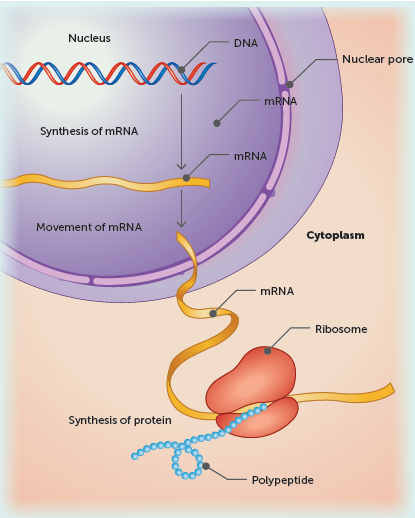 Nucleus
DNA
Nuclear pore
mRNA
Synthesis of mRNA
mRNA
Movement of mRNA
Cytoplasm
mRNA
Ribosome
Synthesis of protein
Polypeptide